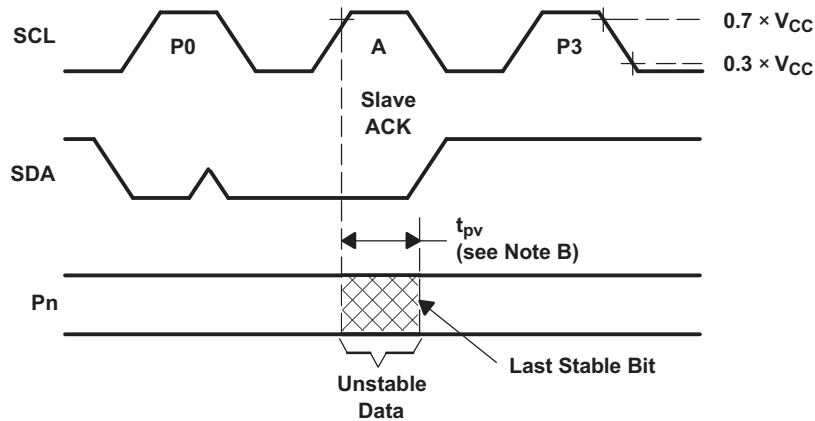 SCL
P0
A
P3
0.7 × VCC
0.3 × VCC
Slave
ACK
SDA
tpv
(see Note B)
Pn
Last Stable Bit
Unstable
Data